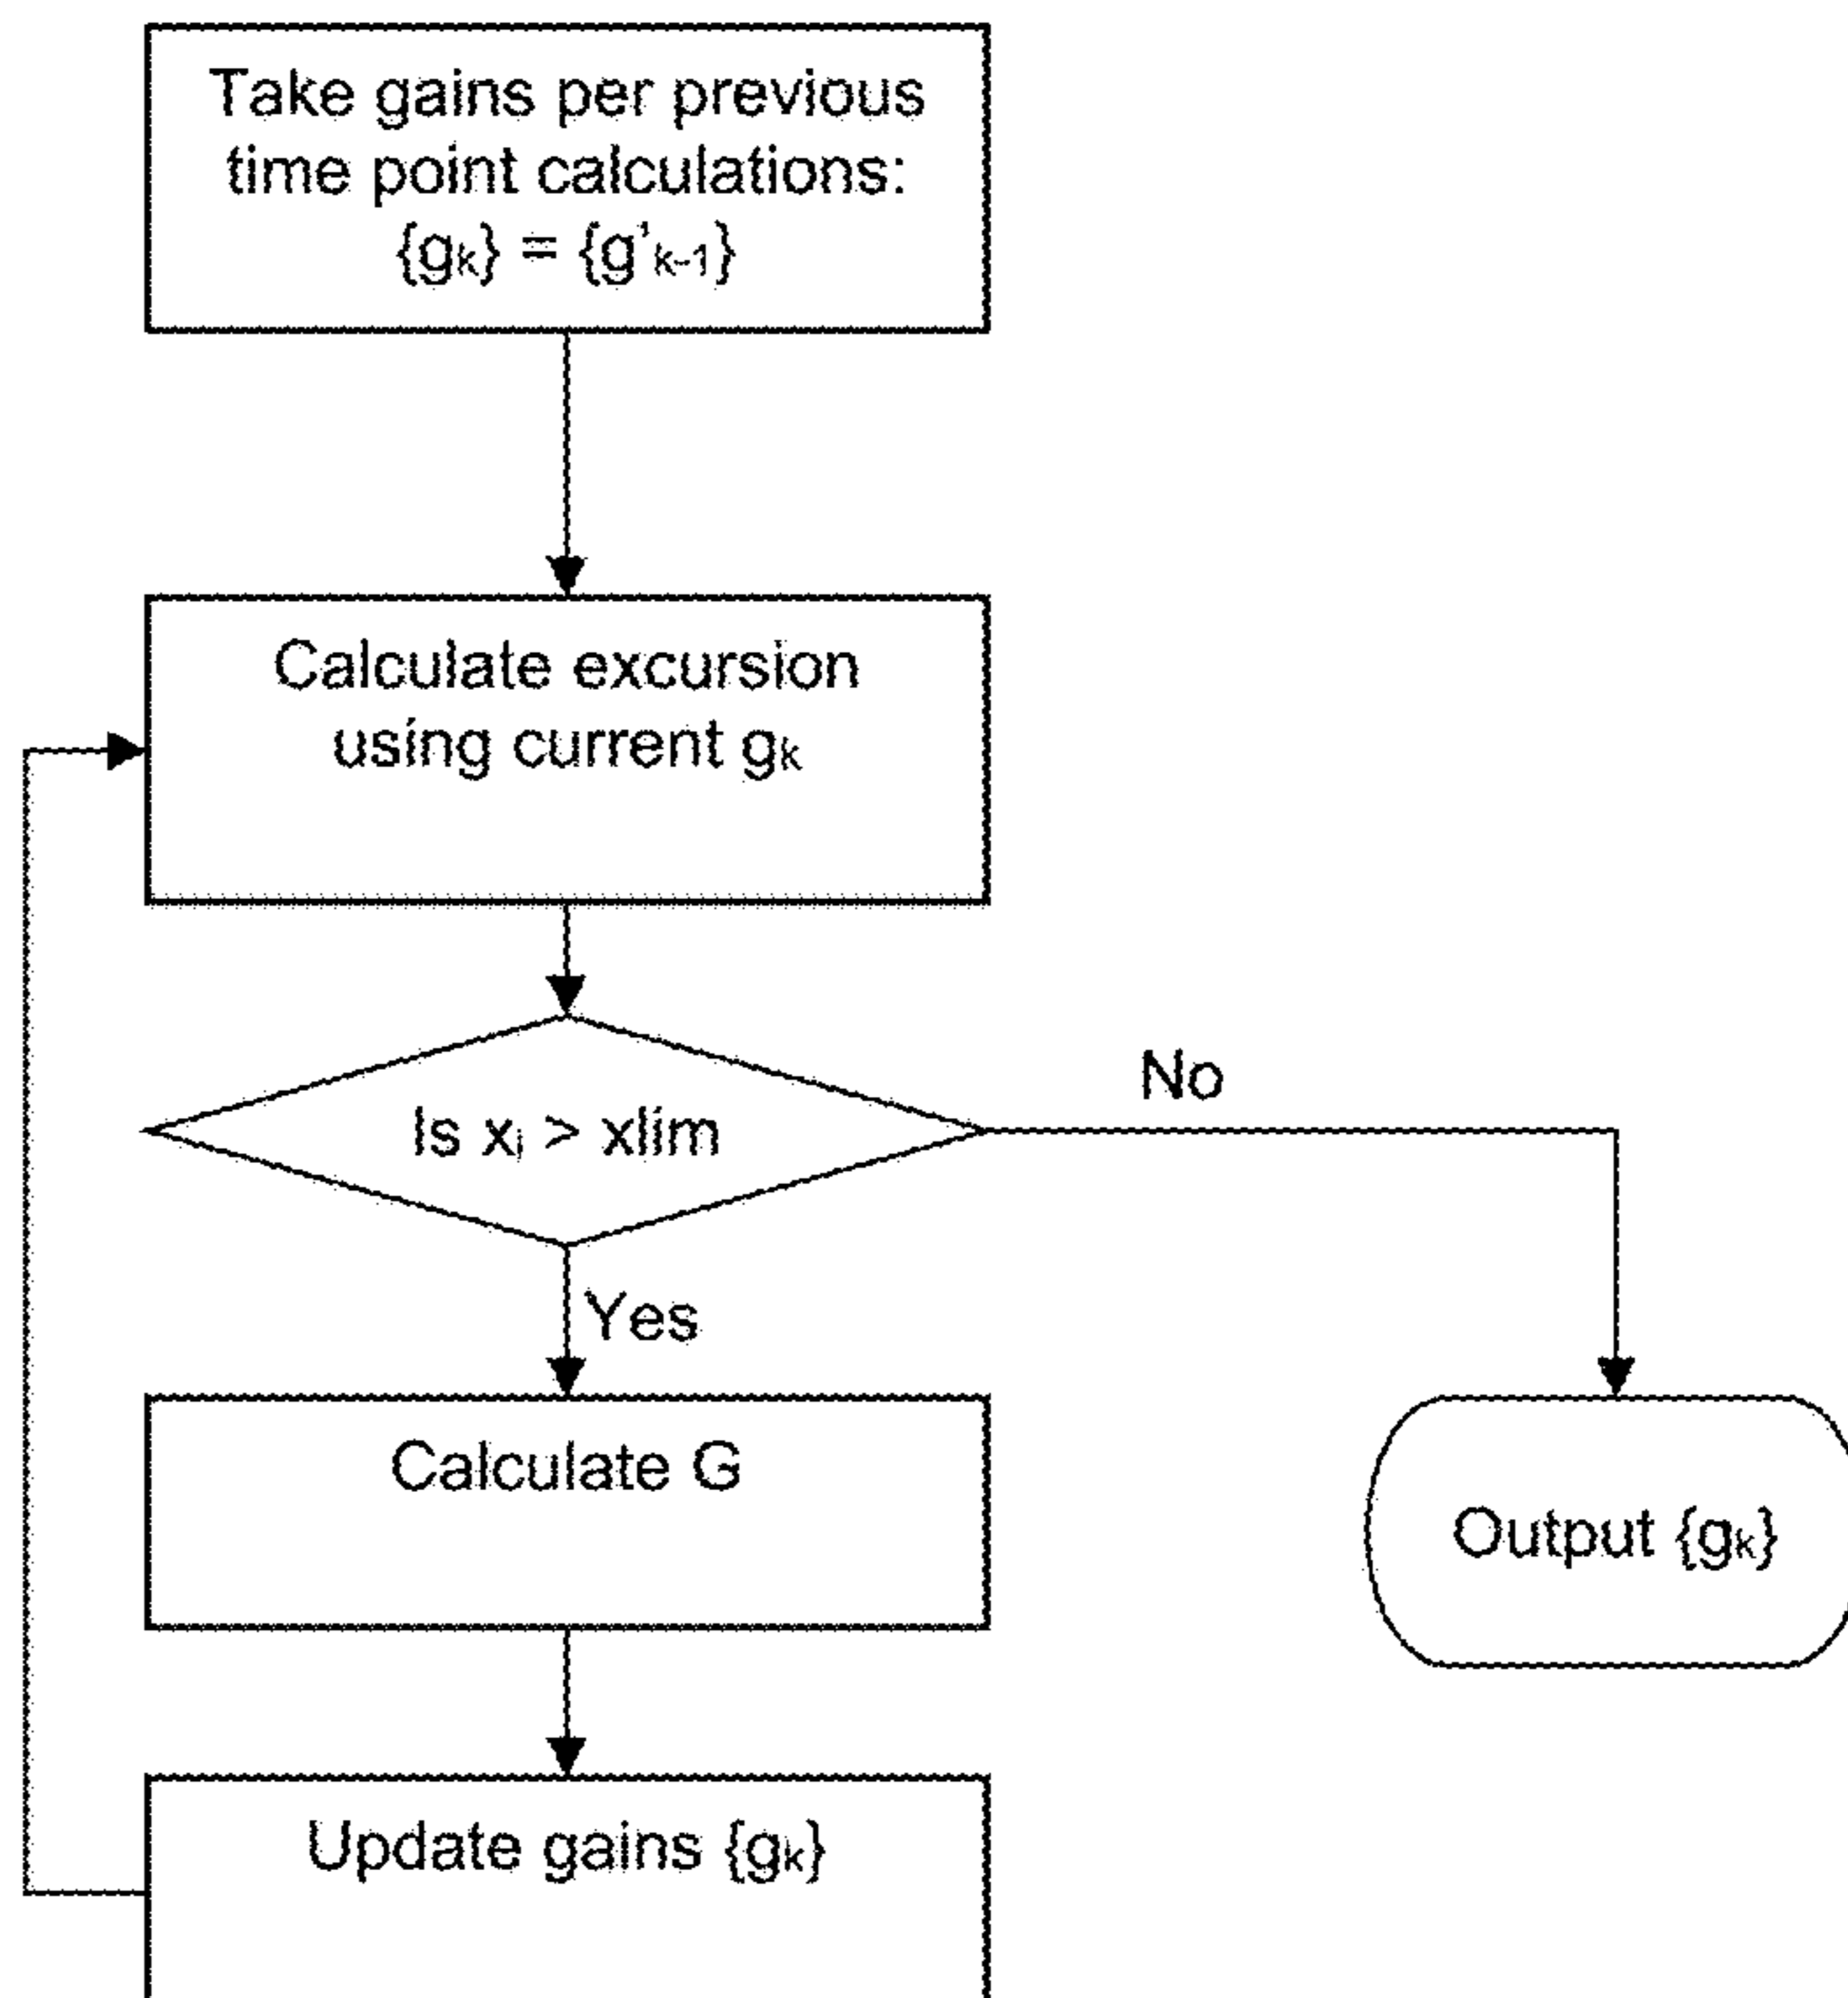 Take gains per previous
time point calculations:
{gk} = {g'k-1}
Calculate excursion
using current gk
Is xj > xlim
No
Yes
Calculate G
Output {gk}
Update gains {gk}